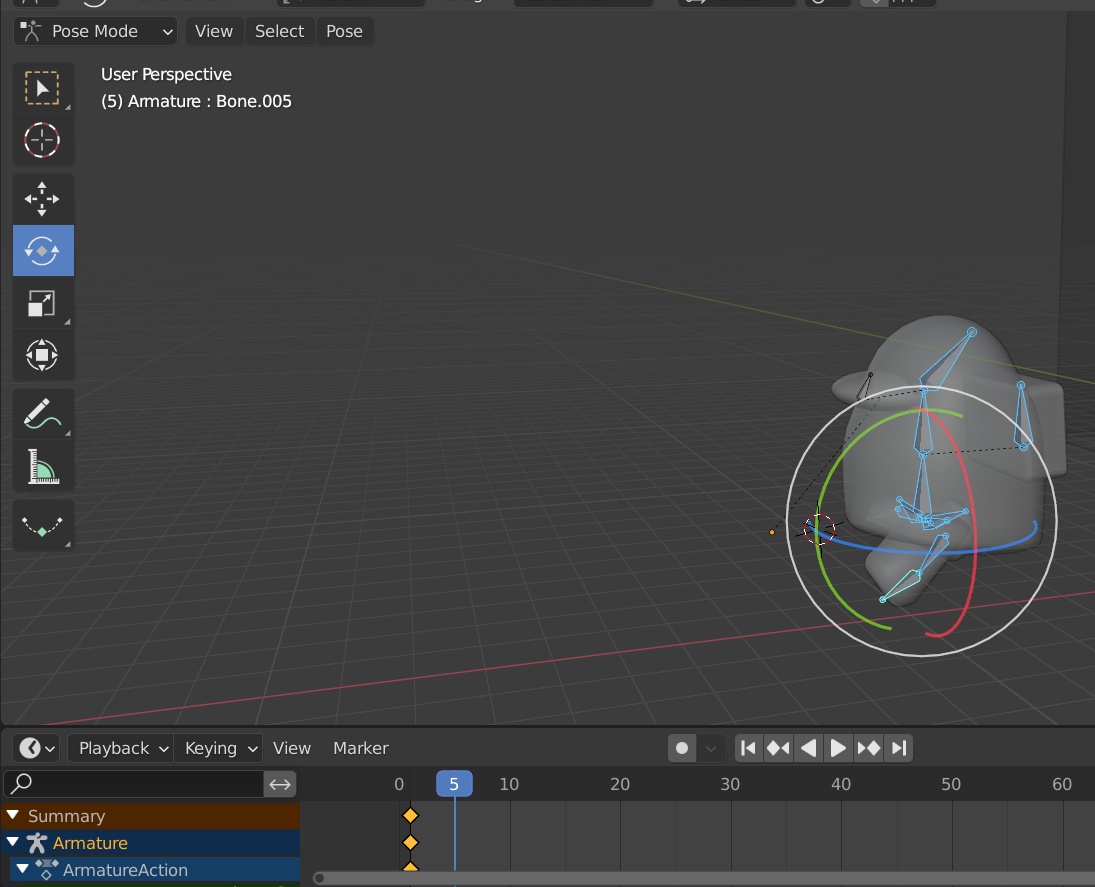 Pose Mode View Select Pose
User Perspective
(5) Armature : Bone.005
Playback Keying View Marker
0 5 10 20 30 40 50 60
Summary
Armature
ArmatureAction